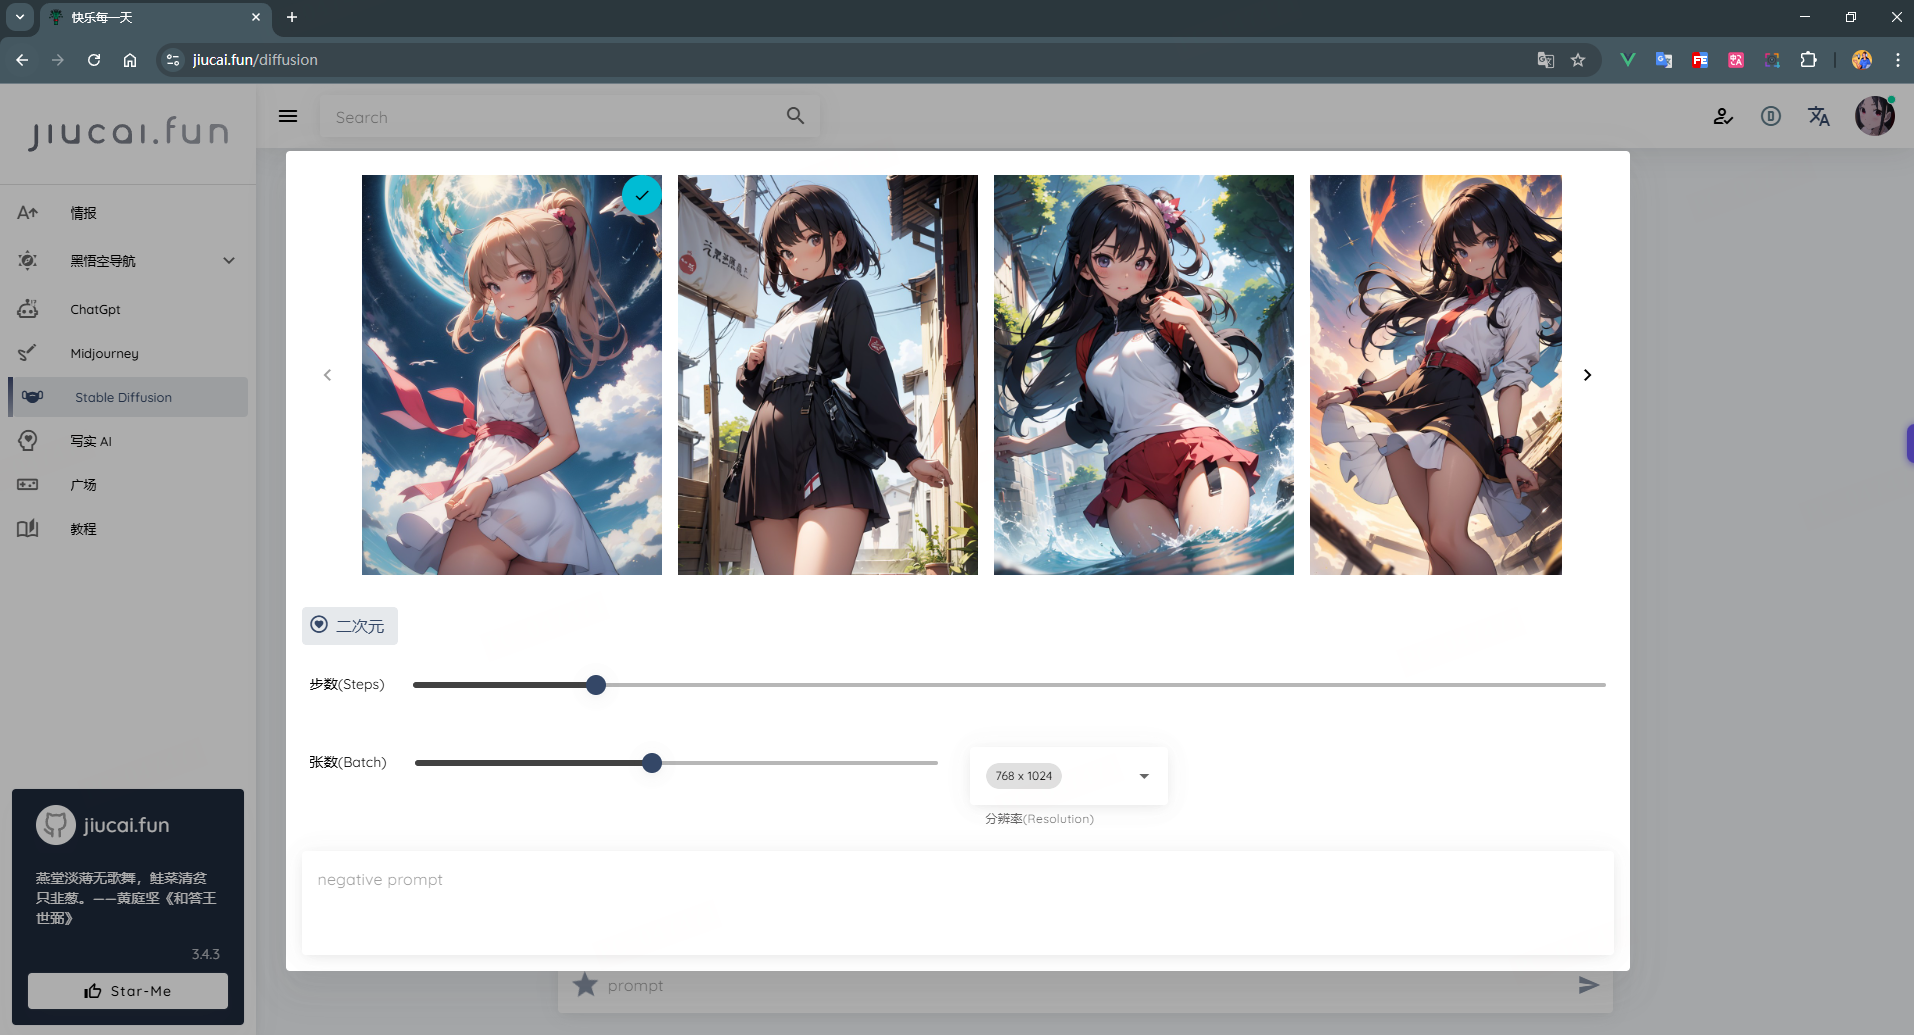 快乐每一天
jiucai.fun/diffusion
jiucai.fun
Search
情报
黑悟空导航
ChatGpt
Midjourney
Stable Diffusion
写实 AI
广场
教程
二次元
步数(Steps)
张数(Batch)
768 x 1024
分辨率(Resolution)
negative prompt
prompt
jiucai.fun
燕堂淡薄无歌舞，鲑菜清贫
只韭葱。——黄庭坚《和答王
世弼》
3.4.3
Star-Me